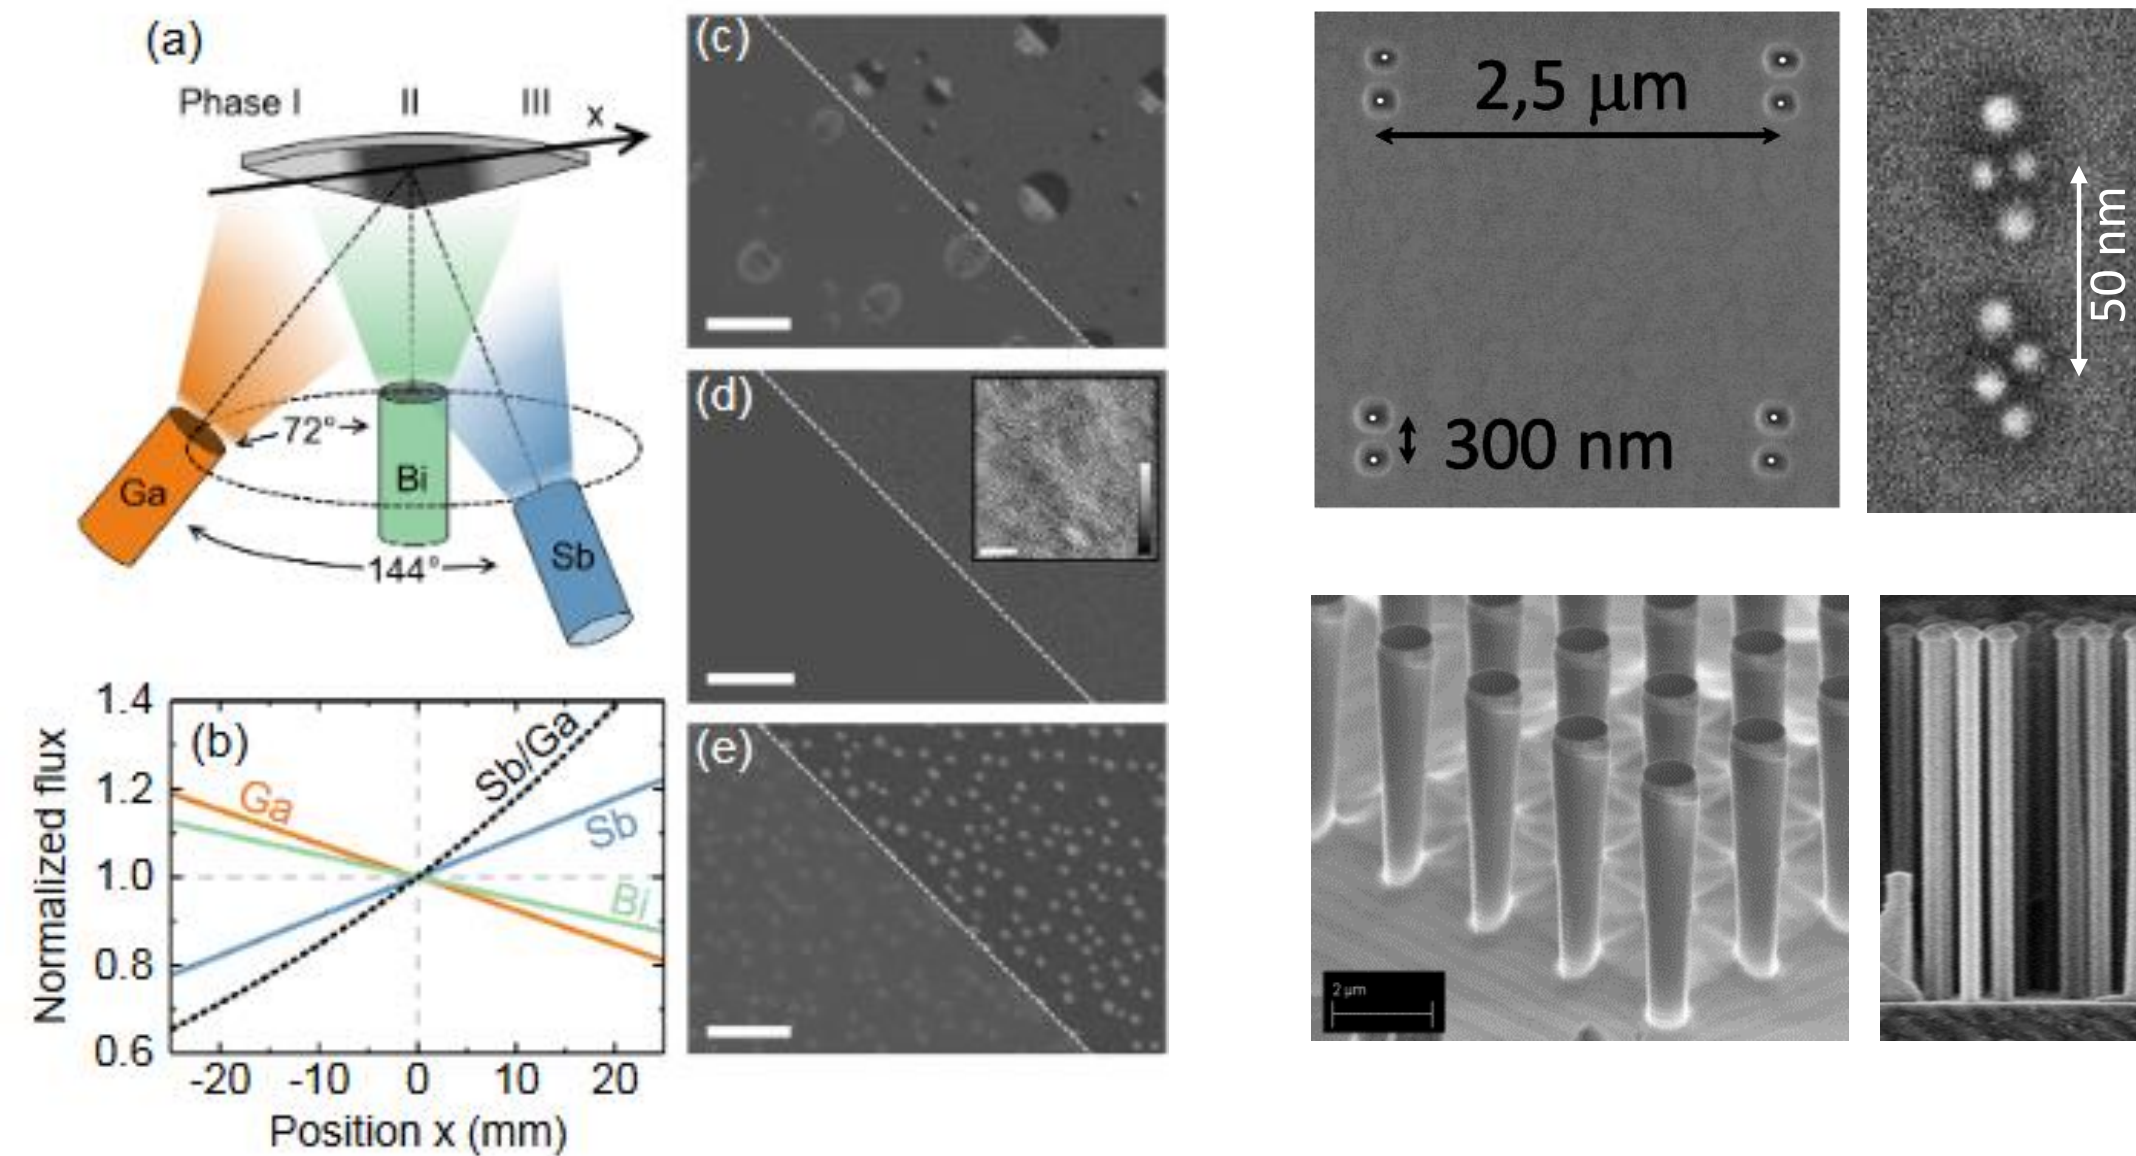 (a)
Phase I II III x
72°
Ga
Bi
144°
Sb
(b)
1.4
1.2
1.0
0.8
0.6
Normalized flux
Ga
Sb/Ga
Sb
Bi
-20 -10 0 10 20
Position x (mm)
(c)
(d)
(e)
2,5 μm
300 nm
50 nm
2 μm